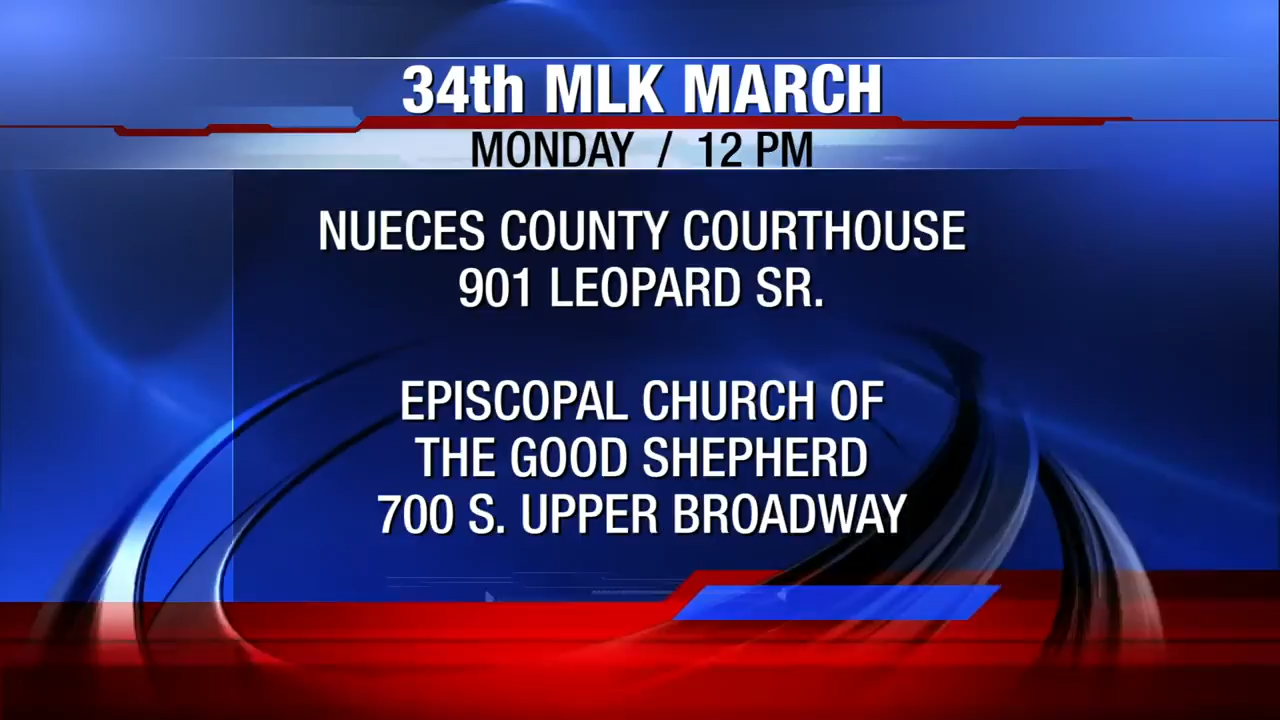 34th MLK MARCH
MONDAY / 12 PM
NUECES COUNTY COURTHOUSE
901 LEOPARD SR.
EPISCOPAL CHURCH OF
THE GOOD SHEPHERD
700 S. UPPER BROADWAY